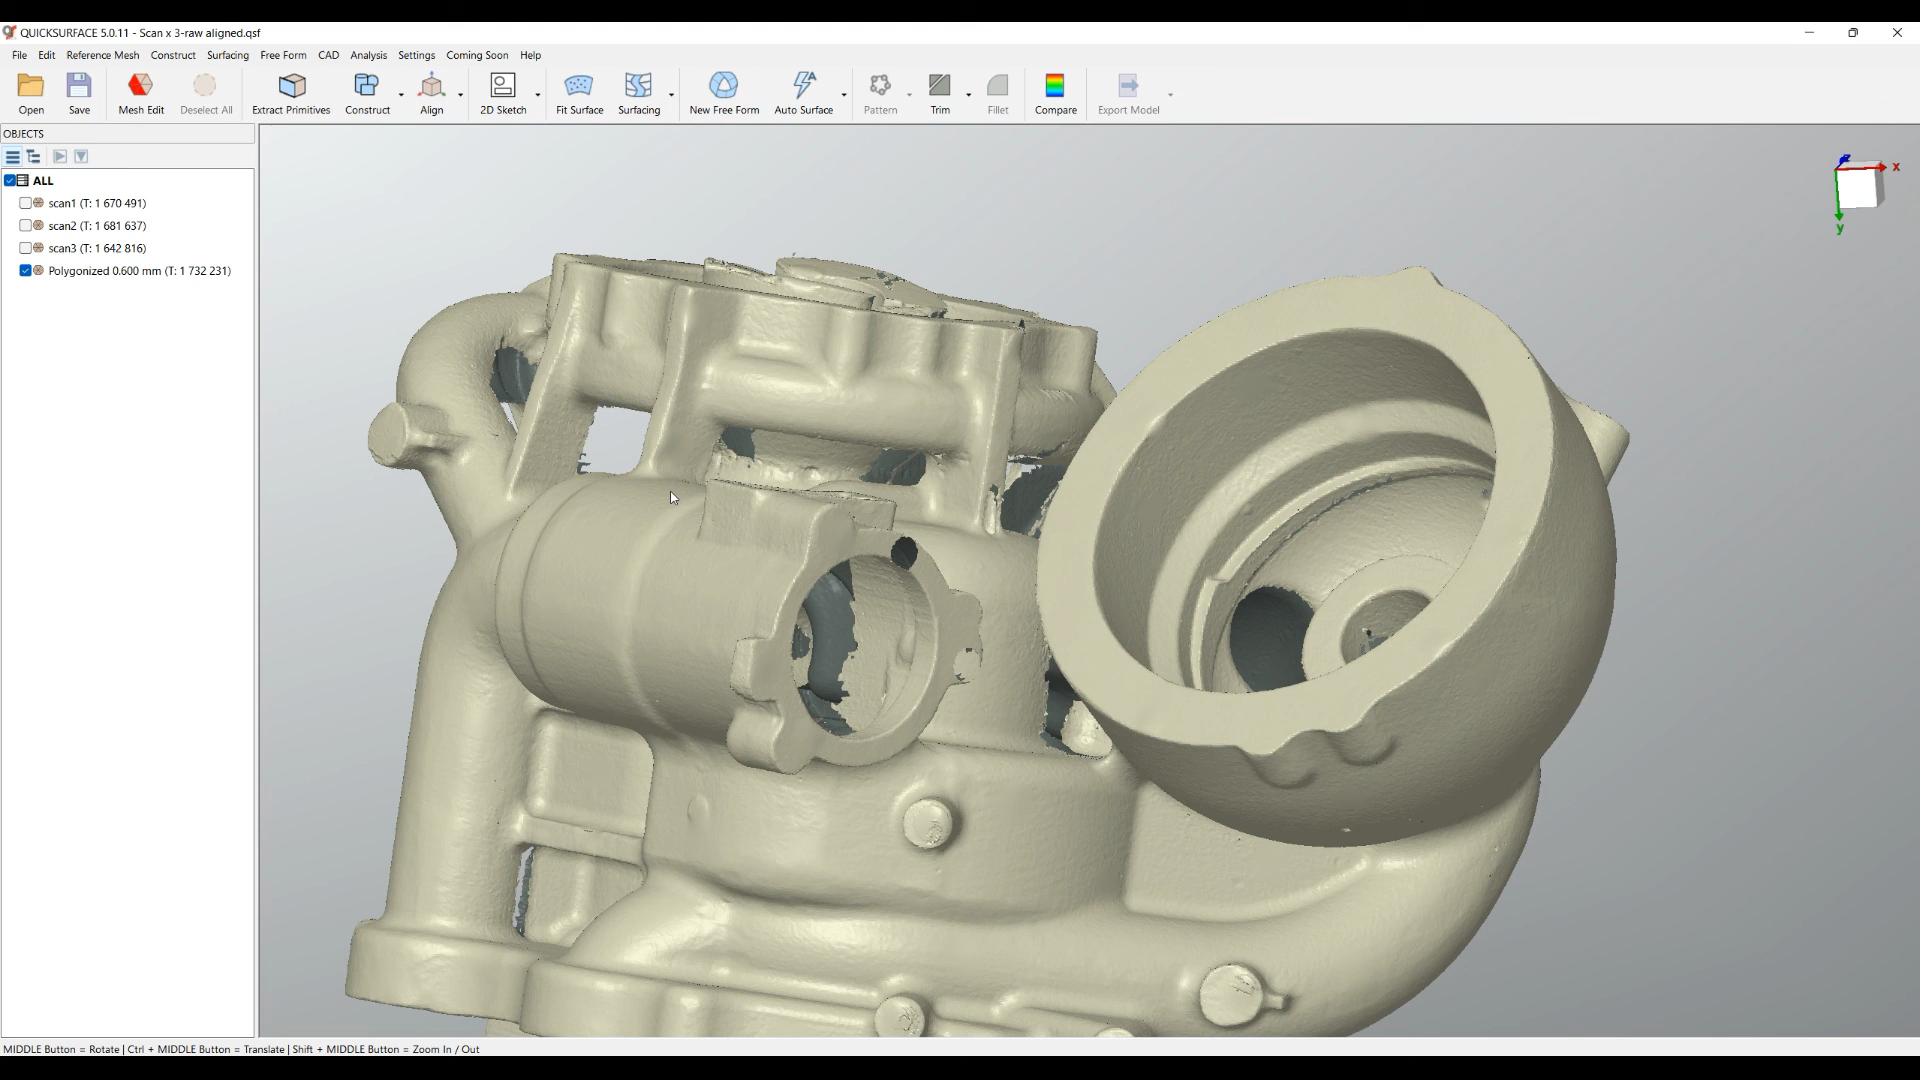 QUICKSURFACE 5.0.11 - Scan x 3-raw aligned.qsf
File Edit Reference Mesh Construct Surfacing Free Form CAD Analysis Settings Coming Soon Help
Open Save Mesh Edit Deselect All Extract Primitives Construct Align 2D Sketch Fit Surface Surfacing New Free Form Auto Surface Pattern Trim Fillet Compare Export Model
OBJECTS
ALL
scan1 (T: 1 670 491)
scan2 (T: 1 681 637)
scan3 (T: 1 642 816)
Polygonized 0.600 mm (T: 1 732 231)
z
x
y
MIDDLE Button = Rotate | Ctrl + MIDDLE Button = Translate | Shift + MIDDLE Button = Zoom In / Out